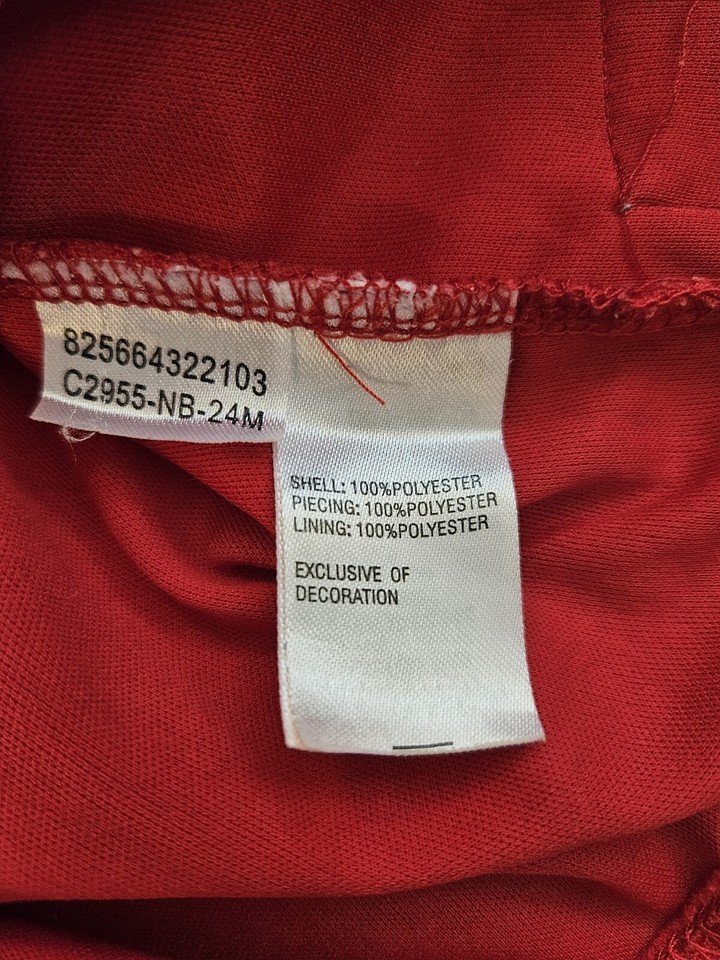 825664322103
C2955-NB-24M
SHELL: 100%POLYESTER
PIECING: 100%POLYESTER
LINING: 100%POLYESTER
EXCLUSIVE OF
DECORATION